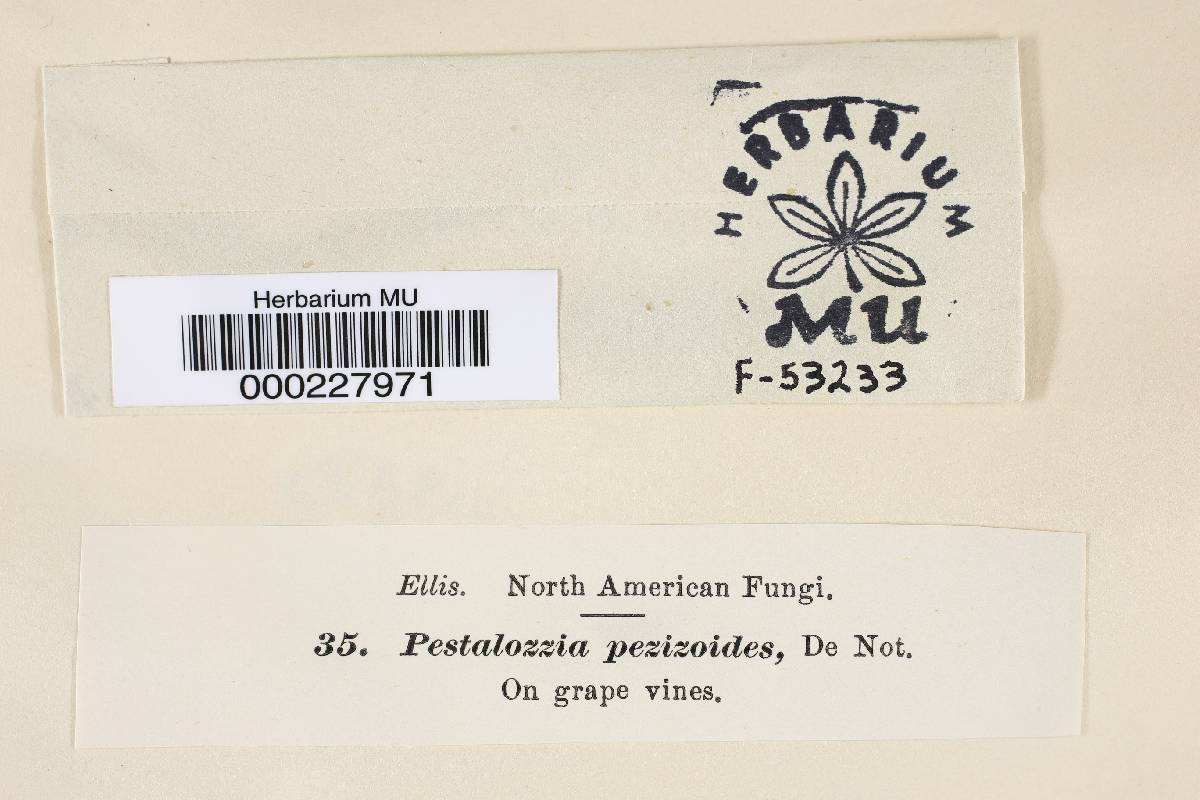 HERBARIUM
MU
F-53233
Herbarium MU
000227971
Ellis. North American Fungi.
35. Pestalozzia pezizoides, De Not.
On grape vines.